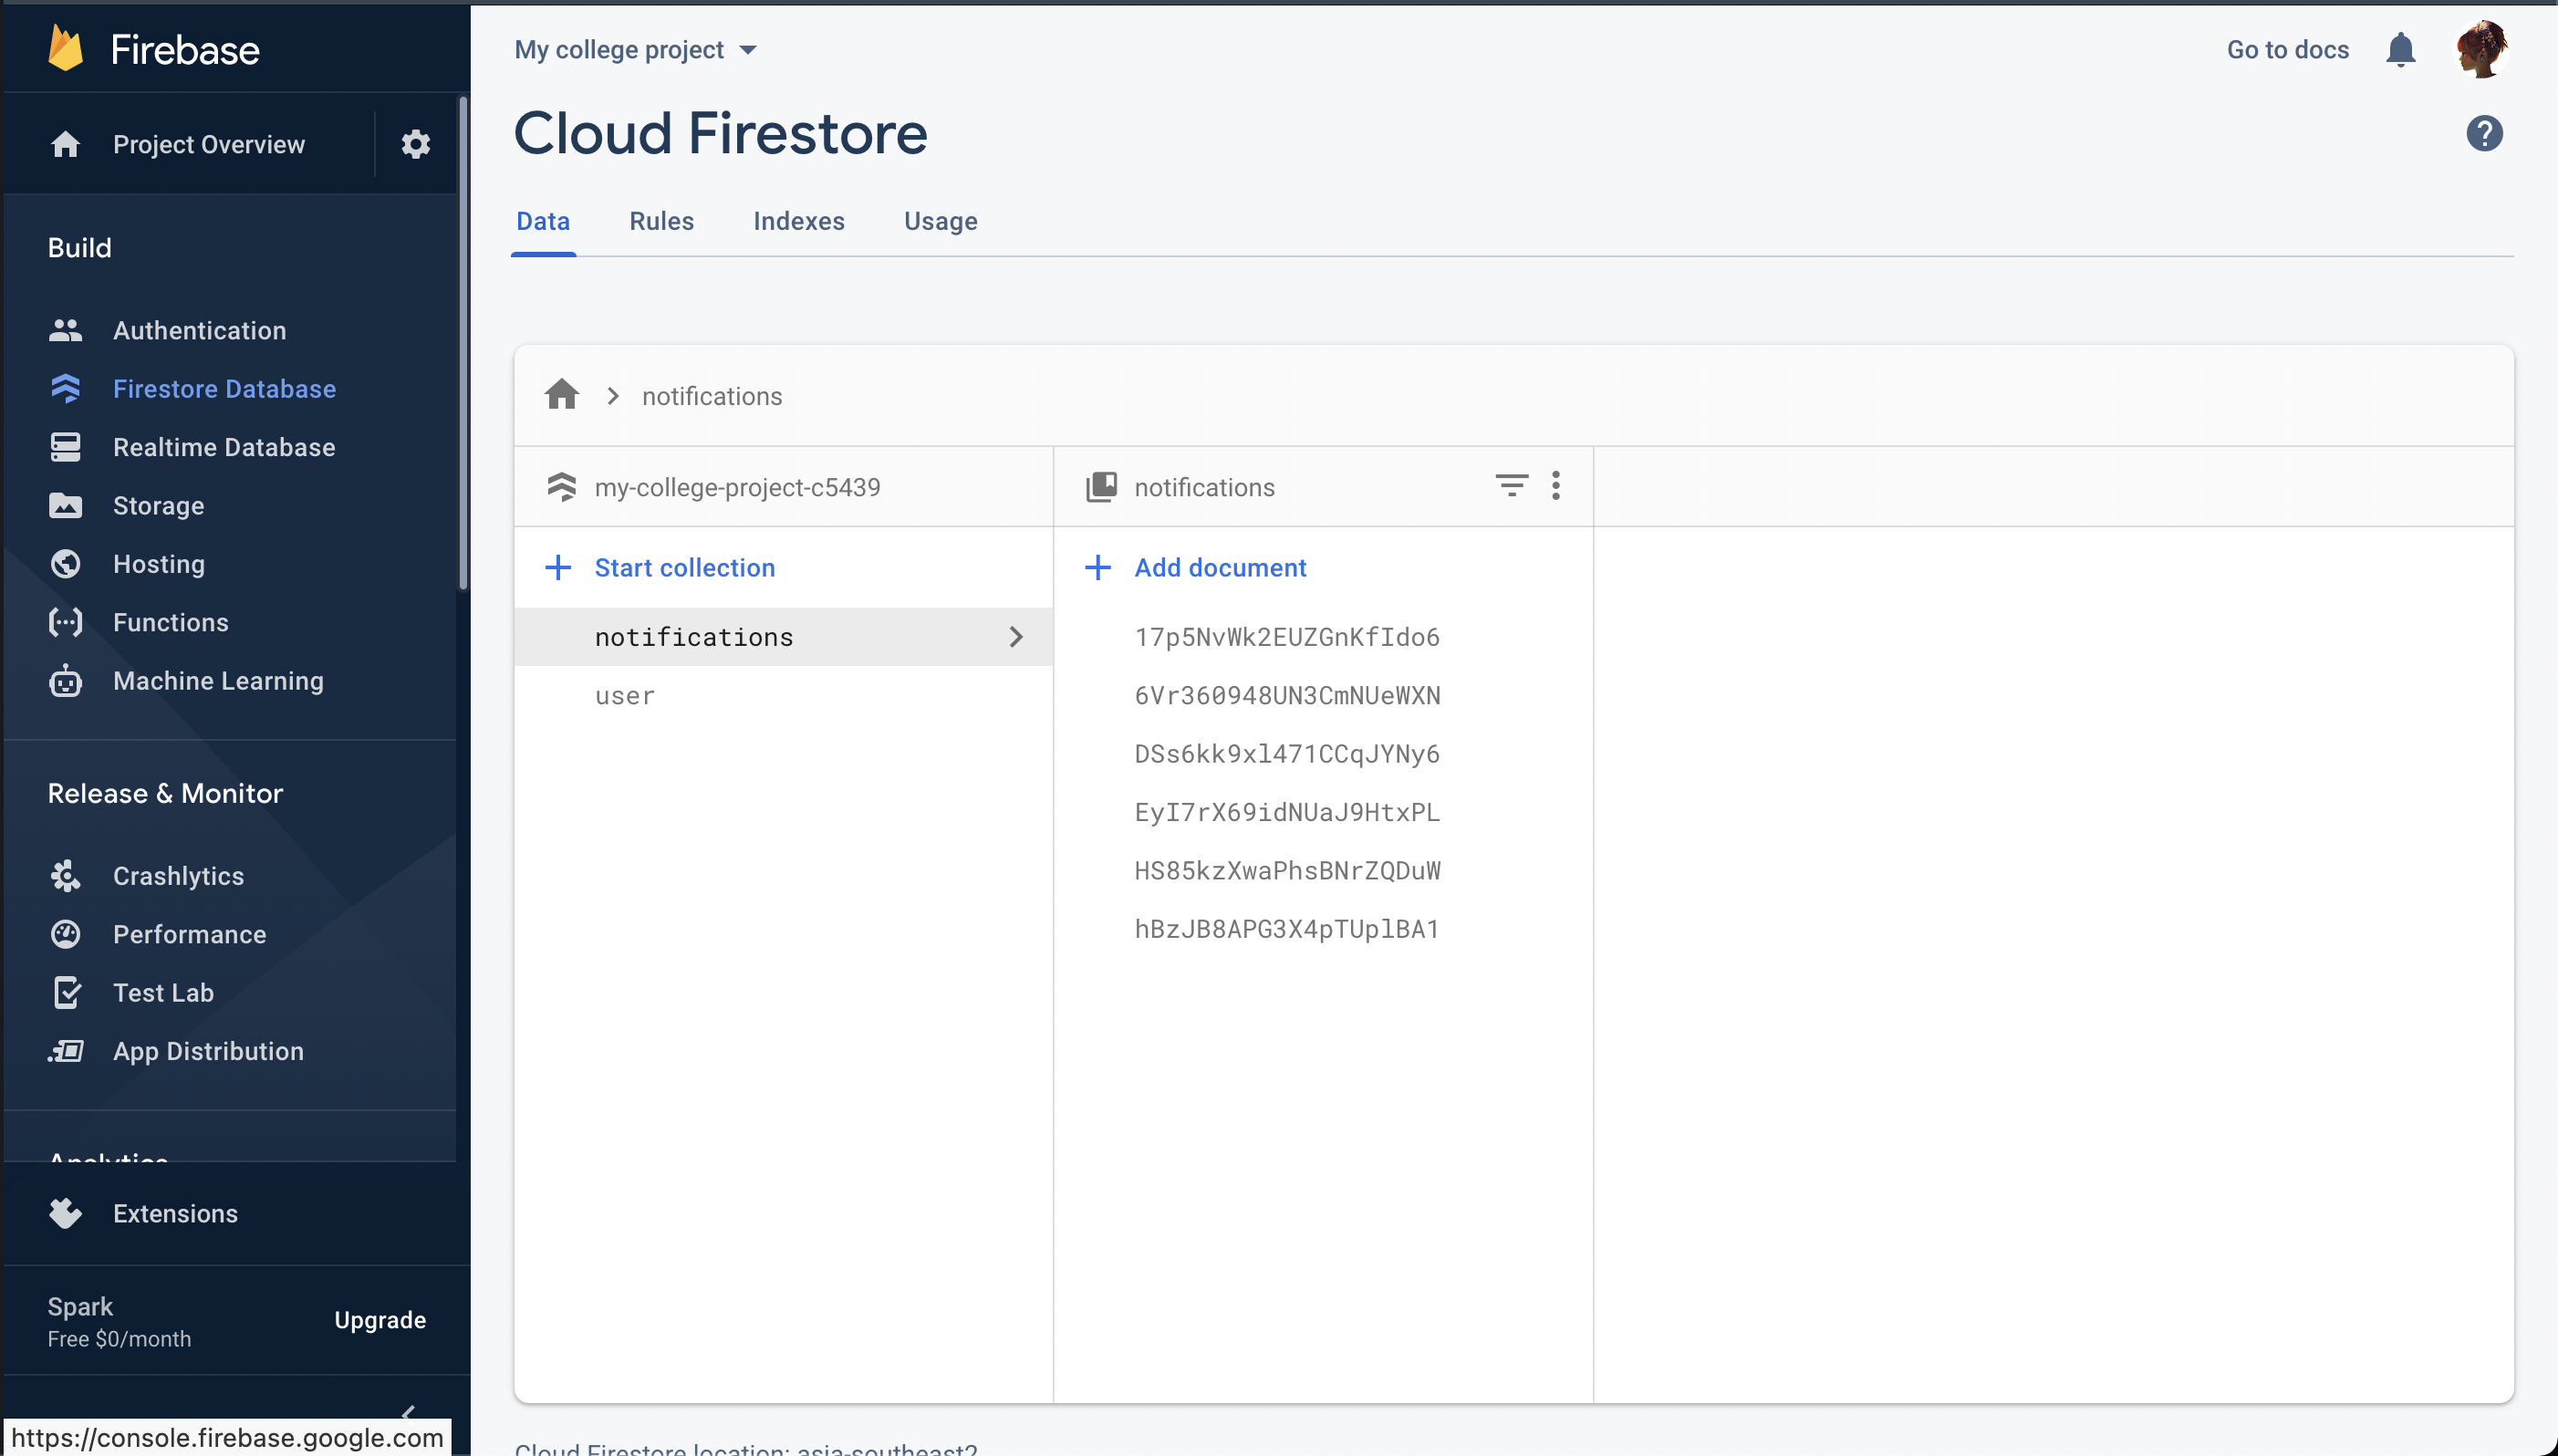 Firebase
Project Overview
Build
Authentication
Firestore Database
Realtime Database
Storage
Hosting
Functions
Machine Learning
Release & Monitor
Crashlytics
Performance
Test Lab
App Distribution
Analytics
Extensions
Spark
Free $0/month
Upgrade
https://console.firebase.google.com
My college project
Go to docs
Cloud Firestore
Data Rules Indexes Usage
notifications
my-college-project-c5439
Start collection
notifications
user
notifications
Add document
17p5NvWk2EUZGnKfIdo6
6Vr360948UN3CmNUeWXN
DSs6kk9xl471CCqJYNy6
EyI7rX69idNUaJ9HtxPL
HS85kzXwaPhsBNrZQDuW
hBzJB8APG3X4pTUplBA1
Cloud Firestore location: asia-southeast2